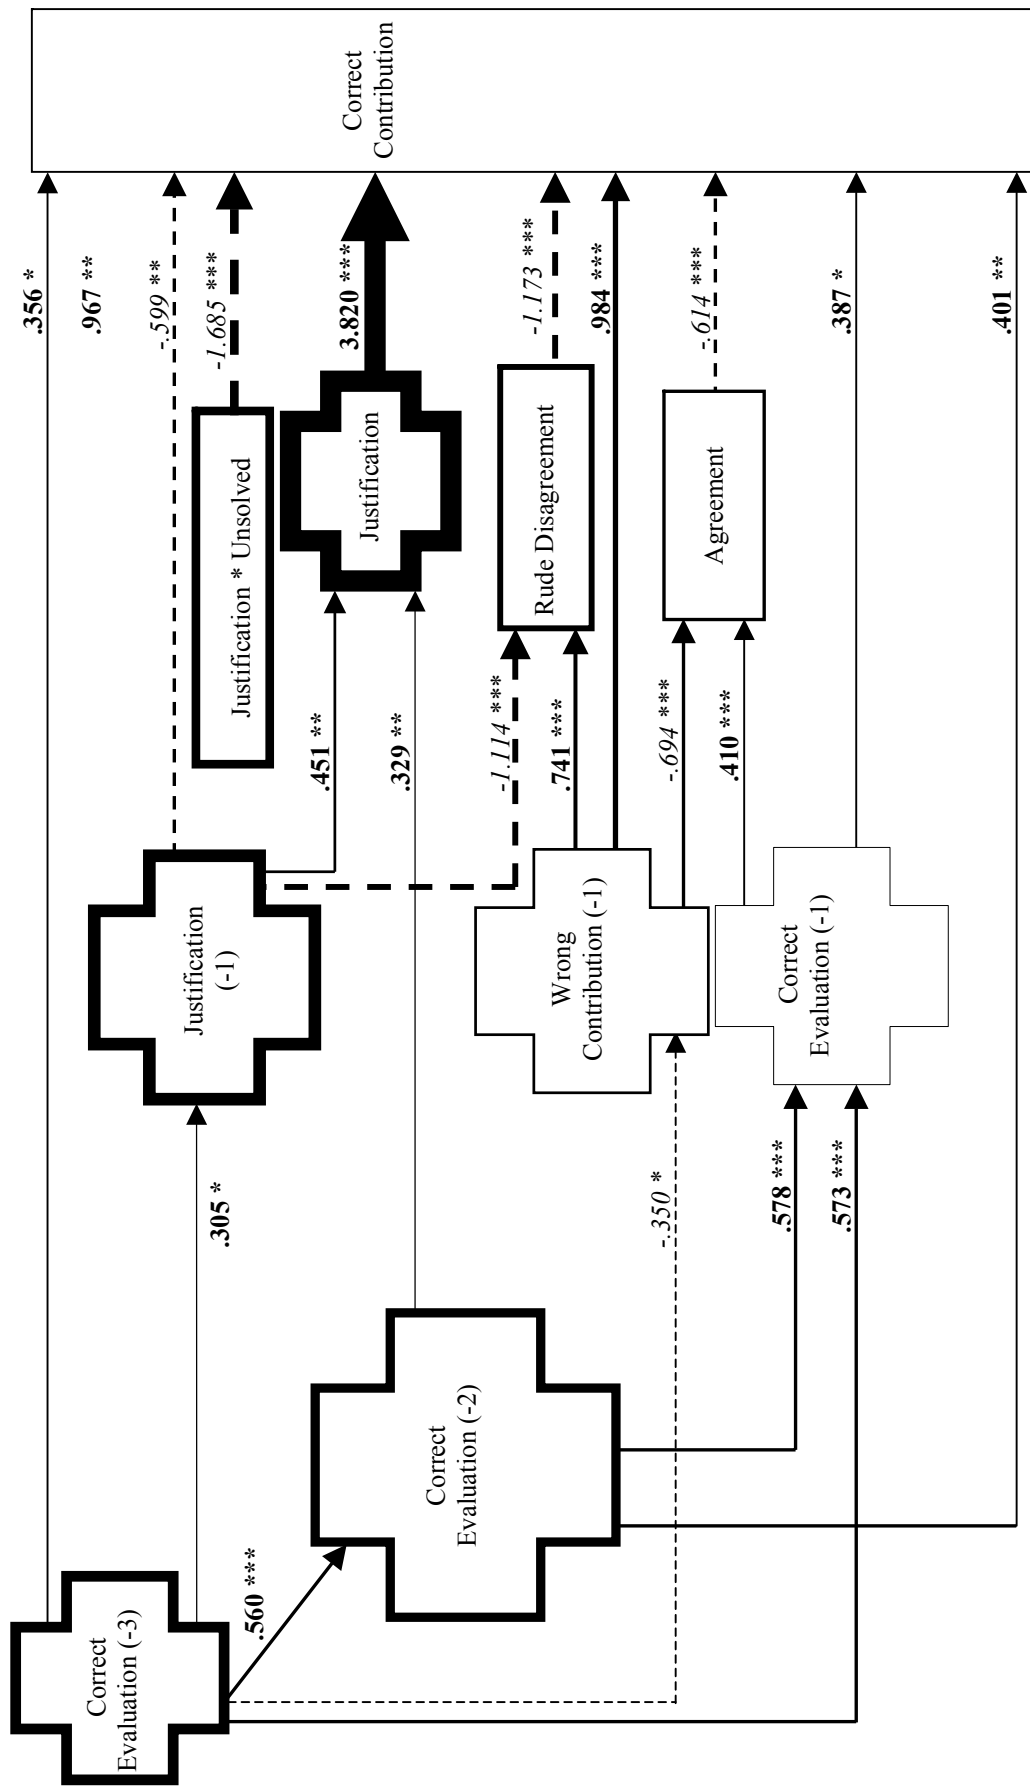 Correct
Evaluation (-3)
.560 ***
.305 *
.356 *
.967 **
Correct
Evaluation (-2)
.329 **
-.350 *
.578 ***
.573 ***
.401 **
Justification
(-1)
-.599 **
.451 **
-1.114 ***
Wrong
Contribution (-1)
.741 ***
.984 ***
-.694 ***
Correct
Evaluation (-1)
.410 ***
.387 *
Justification * Unsolved
-1.685 ***
Justification
3.820 ***
Rude Disagreement
-1.173 ***
Agreement
-.614 ***
Correct
Contribution